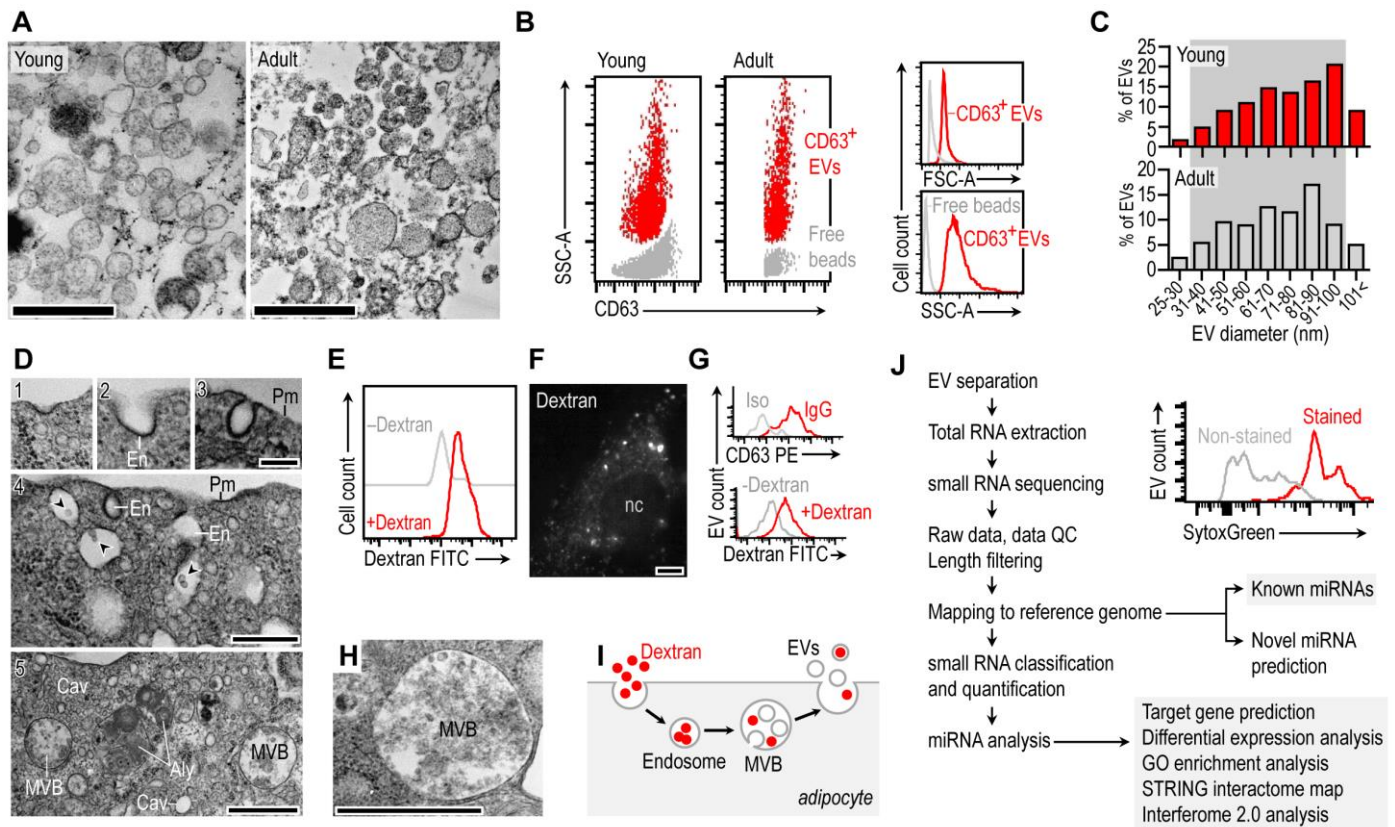 A
Young
Adult
B
Young
Adult
SSC-A
CD63
CD63+
EVs
Free
beads
Cell count
CD63+ EVs
FSC-A
Free beads
CD63+EVs
SSC-A
C
Young
% of EVs
25
20
15
10
5
0
Adult
% of EVs
20
15
10
5
0
25-30
31-40
41-50
51-60
61-70
71-80
81-90
91-100
101<
EV diameter (nm)
D
1
2
En
3
Pm
4
En
Pm
En
5
Cav
MVB
Aly
Cav
MVB
E
Cell count
–Dextran
+Dextran
Dextran FITC
F
Dextran
nc
G
EV count
Iso
IgG
CD63 PE
-Dextran
+Dextran
Dextran FITC
H
MVB
I
Dextran
EVs
Endosome
MVB
adipocyte
J
EV separation
Total RNA extraction
small RNA sequencing
Raw data, data QC
Length filtering
Mapping to reference genome
small RNA classification
and quantification
miRNA analysis
EV count
Non-stained
Stained
SytoxGreen
Known miRNAs
Novel miRNA
prediction
Target gene prediction
Differential expression analysis
GO enrichment analysis
STRING interactome map
Interferome 2.0 analysis